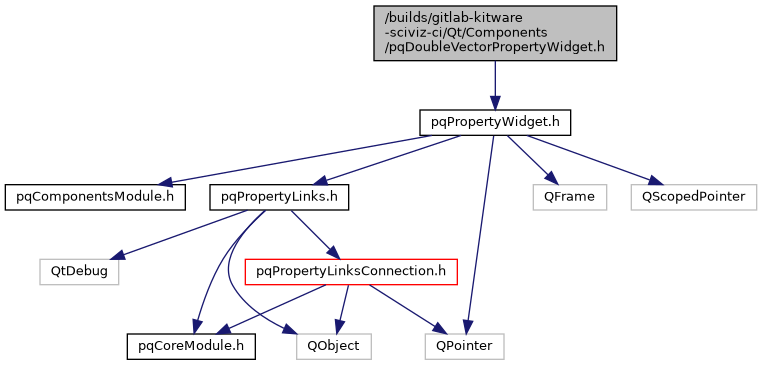 /builds/gitlab-kitware
-sciviz-ci/Qt/Components
/pqDoubleVectorPropertyWidget.h
pqPropertyWidget.h
pqComponentsModule.h
pqPropertyLinks.h
QFrame
QScopedPointer
QtDebug
pqPropertyLinksConnection.h
pqCoreModule.h
QObject
QPointer